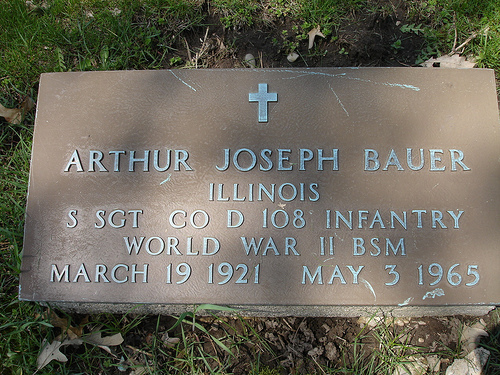 ARTHUR JOSEPH BAUER
ILLINOIS
S SGT CO D 108 INFANTRY
WORLD WAR II BSM
MARCH 19 1921 MAY 3 1965